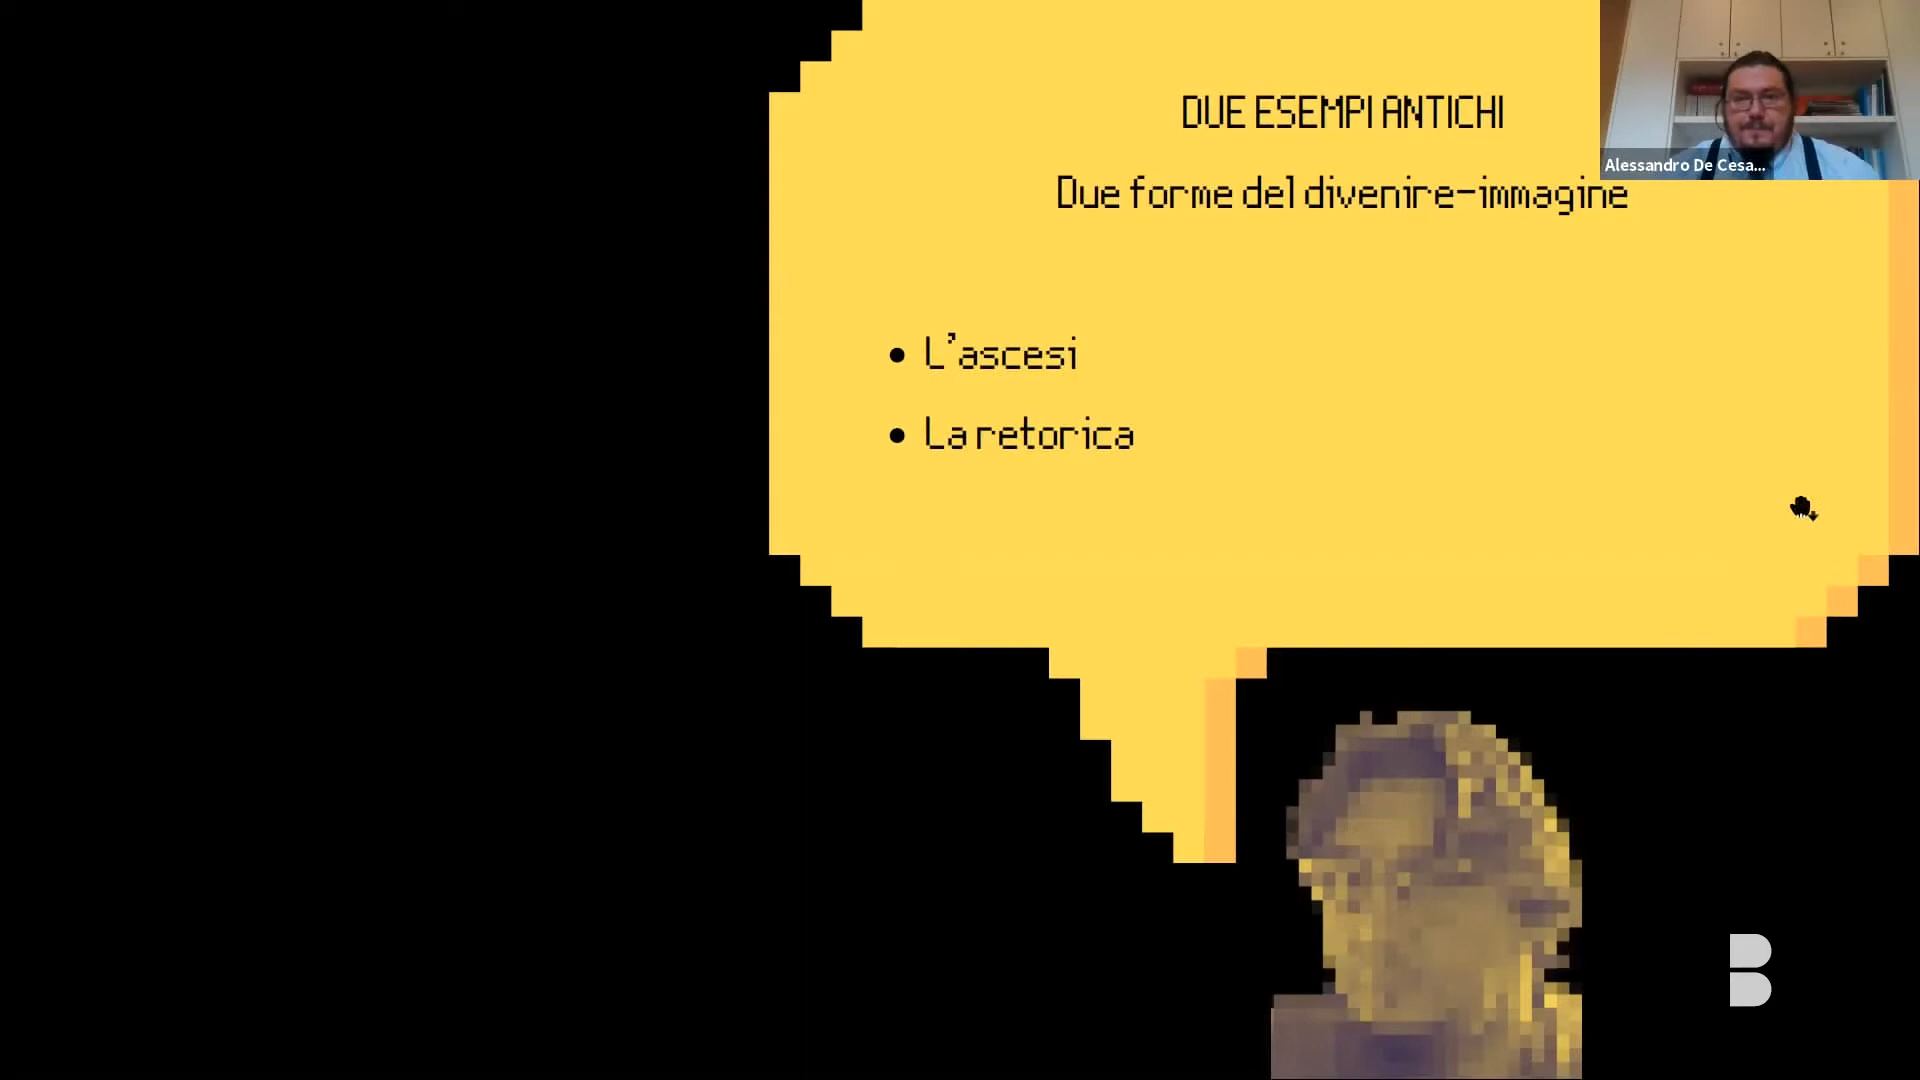 DUE ESEMPI ANTICHI
Due forme del divenire-immagine
• L'ascesi
• La retorica
Alessandro De Cesa...
B